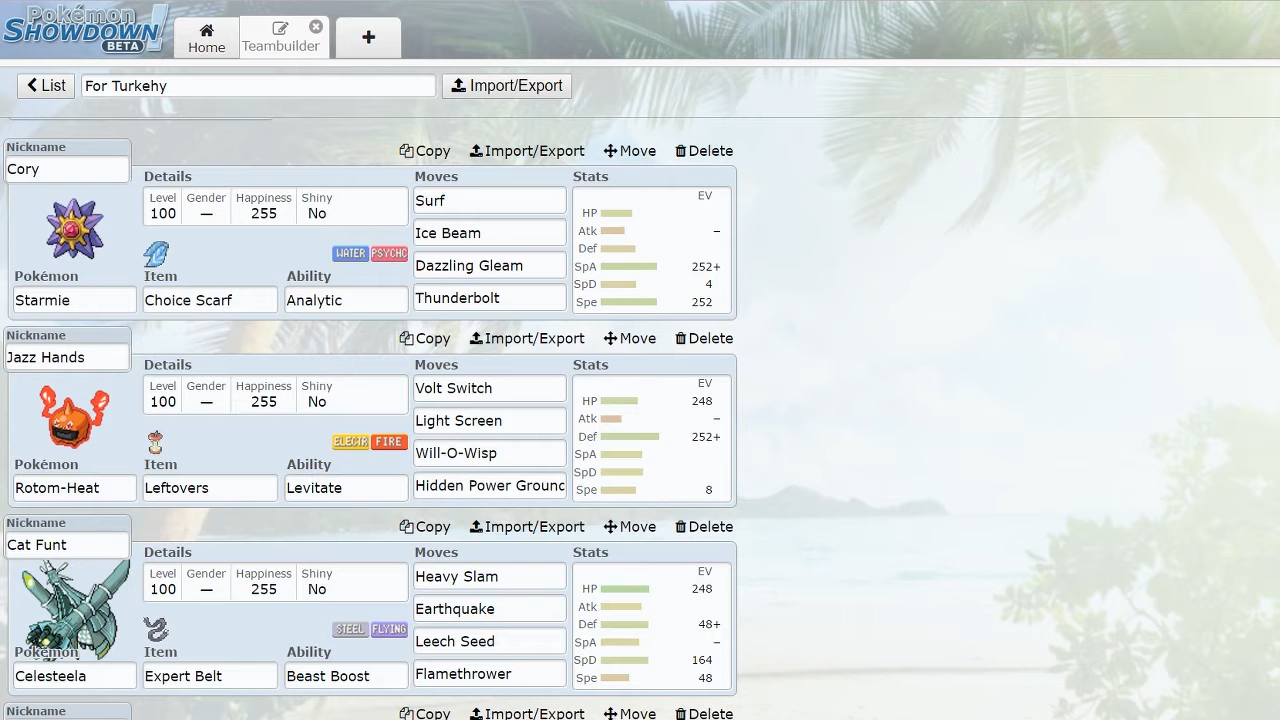 Pokémon
SHOWDOWN!
BETA
Home
Teambuilder
List
For Turkehy
Import/Export
Nickname
Cory
Copy Import/Export Move Delete
Details
Moves
Stats
Level Gender Happiness Shiny
100 — 255 No
Surf
Ice Beam
Dazzling Gleam
Thunderbolt
EV
HP
Atk –
Def
SpA 252+
SpD 4
Spe 252
WATER PSYCHC
Pokémon Item Ability
Starmie Choice Scarf Analytic
Nickname
Jazz Hands
Copy Import/Export Move Delete
Details
Moves
Stats
Level Gender Happiness Shiny
100 — 255 No
Volt Switch
Light Screen
Will-O-Wisp
Hidden Power Ground
EV
HP 248
Atk –
Def 252+
SpA
SpD
Spe 8
ELECTR FIRE
Pokémon Item Ability
Rotom-Heat Leftovers Levitate
Nickname
Cat Funt
Copy Import/Export Move Delete
Details
Moves
Stats
Level Gender Happiness Shiny
100 — 255 No
Heavy Slam
Earthquake
Leech Seed
Flamethrower
EV
HP 248
Atk
Def 48+
SpA –
SpD 164
Spe 48
STEEL FLYING
Pokémon Item Ability
Celesteela Expert Belt Beast Boost
Nickname
Copy Import/Export Move Delete